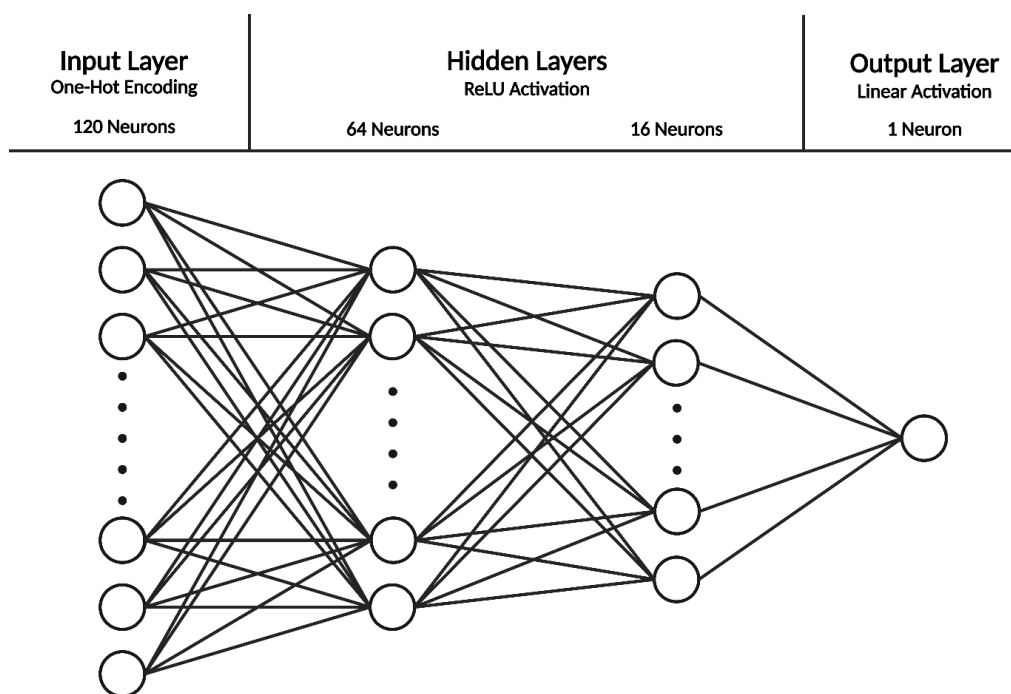 Input Layer
One-Hot Encoding
120 Neurons
Hidden Layers
ReLU Activation
64 Neurons
16 Neurons
Output Layer
Linear Activation
1 Neuron